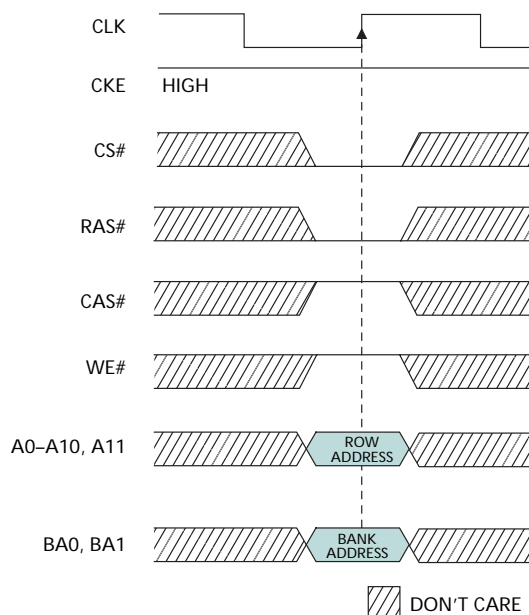 CLK
CKE HIGH
CS#
RAS#
CAS#
WE#
A0–A10, A11 ROW
ADDRESS
BA0, BA1 BANK
ADDRESS
DON'T CARE